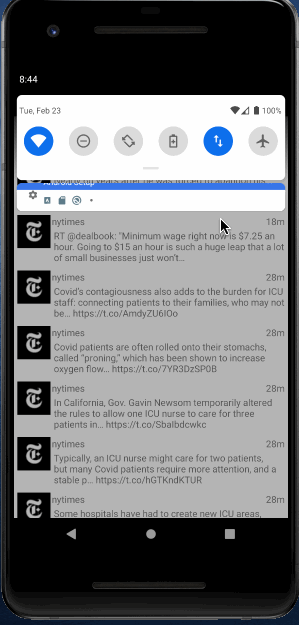 8:44
Tue, Feb 23
100%
Android Setup
nytimes 18m
RT @dealbook: "Minimum wage right now is $7.25 an
hour. Going to $15 an hour is such a huge leap that a lot
of small businesses just won't…
nytimes 28m
Covid's contagiousness also adds to the burden for ICU
staff: connecting patients to their families, who may not
be… https://t.co/AmdyZU6IOo
nytimes 28m
Covid patients are often rolled onto their stomachs,
called "proning," which has been shown to increase
oxygen flow… https://t.co/7YR3DzSP0B
nytimes 28m
In California, Gov. Gavin Newsom temporarily altered
the rules to allow one ICU nurse to care for three
patients in… https://t.co/Sbalbdcwkc
nytimes 28m
Typically, an ICU nurse might care for two patients,
but many Covid patients require more attention, and a
stable p… https://t.co/hGTKndKTUR
nytimes 28m
Some hospitals have had to create new ICU areas,